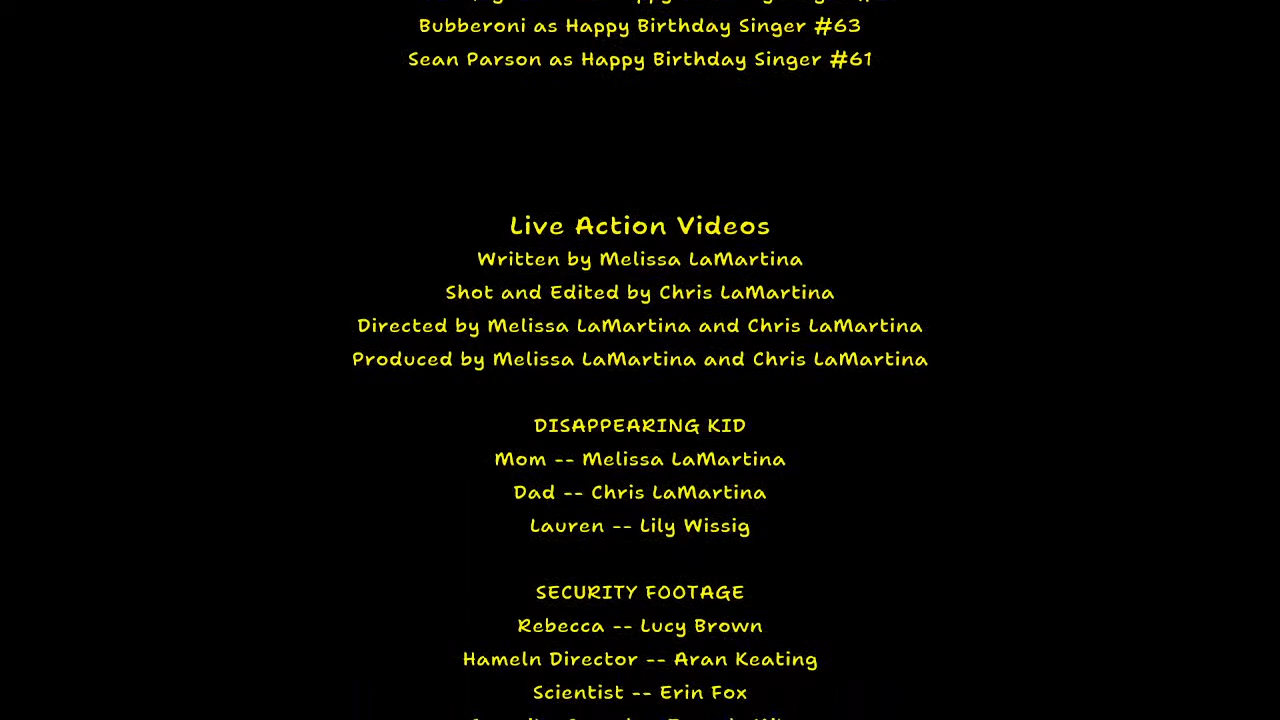 Bubberoni as Happy Birthday Singer #63
Sean Parson as Happy Birthday Singer #61
Live Action Videos
Written by Melissa LaMartina
Shot and Edited by Chris LaMartina
Directed by Melissa LaMartina and Chris LaMartina
Produced by Melissa LaMartina and Chris LaMartina
DISAPPEARING KID
Mom -- Melissa LaMartina
Dad -- Chris LaMartina
Lauren -- Lily Wissig
SECURITY FOOTAGE
Rebecca -- Lucy Brown
Hameln Director -- Aran Keating
Scientist -- Erin Fox